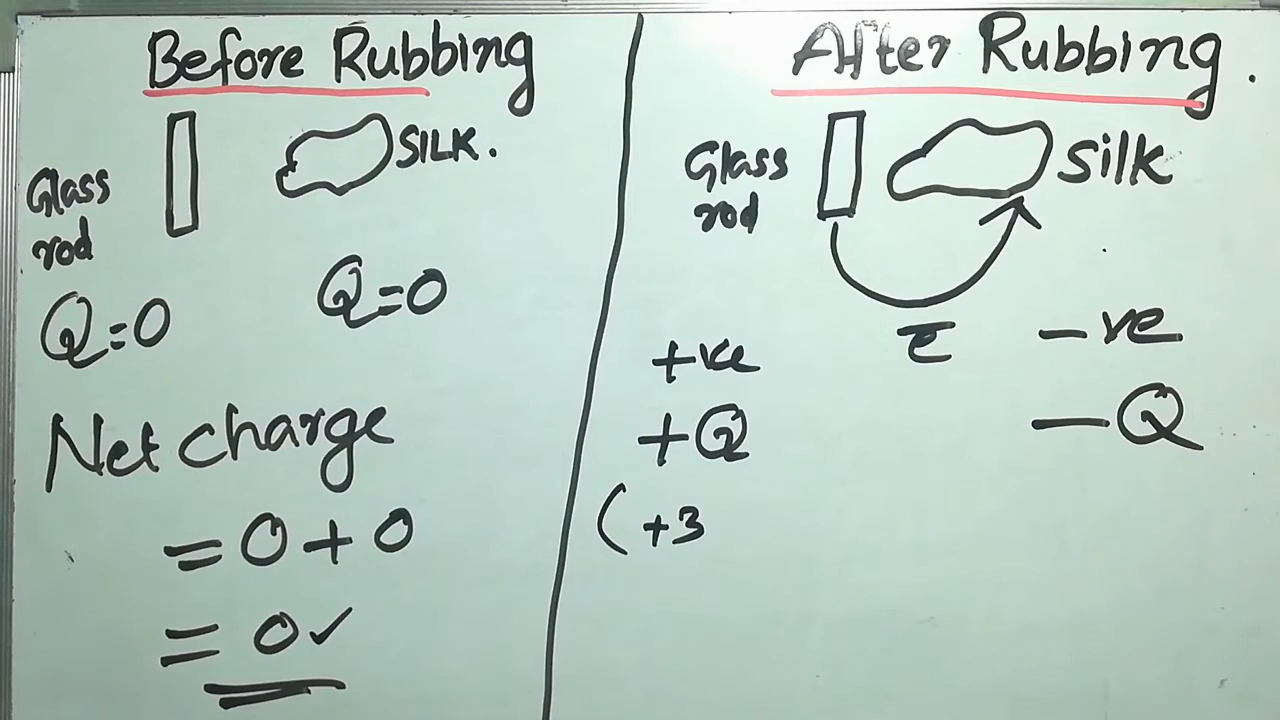 Before Rubbing
Glass
rod
SILK.
Q=0
Q=0
Net charge
=0+0
=0✓
After Rubbing.
Glass
rod
Silk
e̅
+ve
-ve
+Q
-Q
(+3